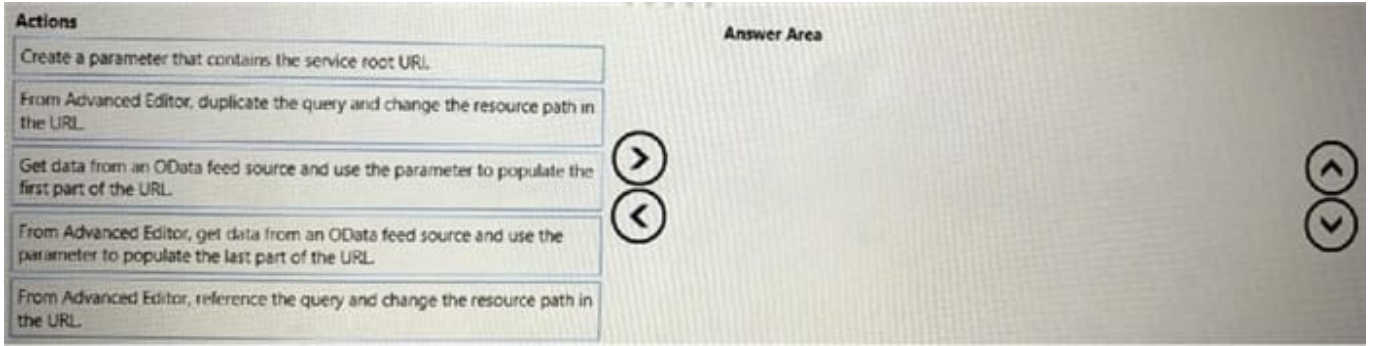 Actions
Answer Area
Create a parameter that contains the service root URL.
From Advanced Editor, duplicate the query and change the resource path in
the URL.
Get data from an OData feed source and use the parameter to populate the
first part of the URL.
From Advanced Editor, get data from an OData feed source and use the
parameter to populate the last part of the URL.
From Advanced Editor, reference the query and change the resource path in
the URL.